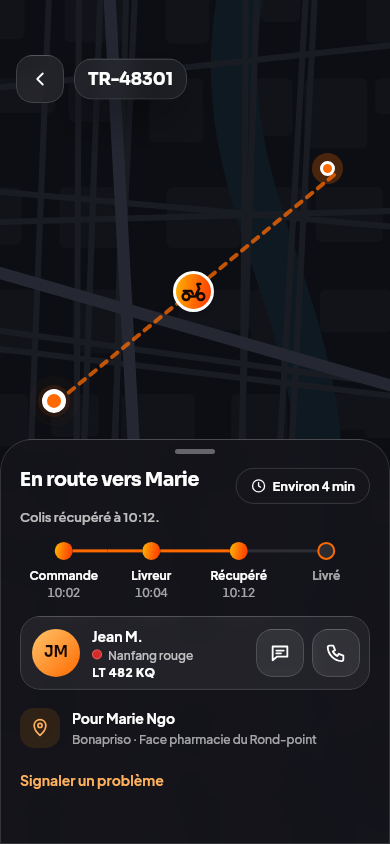 TR-48301
En route vers Marie
Environ 4 min
Colis récupéré à 10:12.
Commande Livreur Récupéré Livré
10:02 10:04 10:12
JM
Jean M.
Nanfang rouge
LT 482 KQ
Pour Marie Ngo
Bonapriso · Face pharmacie du Rond-point
Signaler un problème